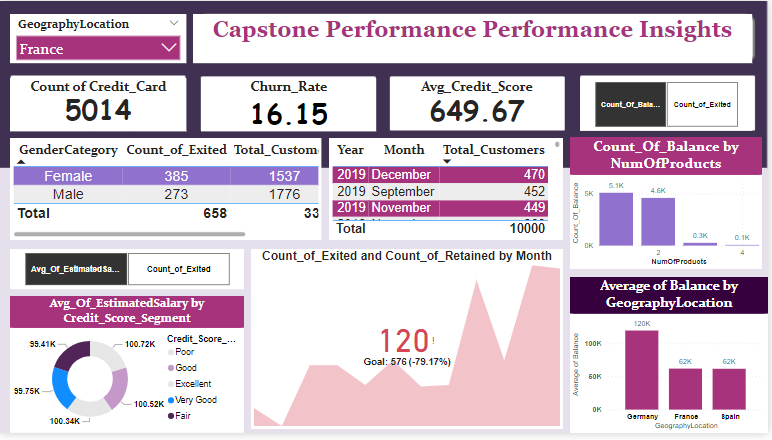 GeographyLocation
France
Capstone Performance Performance Insights
Count of Credit_Card
5014
Churn_Rate
16.15
Avg_Credit_Score
649.67
Count_Of_Bala...
Count_of_Exited
GenderCategory Count_of_Exited Total_Custom
Female 385 1537
Male 273 1776
Total 658 33
Year Month Total_Customers
2019 December 470
2019 September 452
2019 November 449
Total 10000
Count_Of_Balance by
NumOfProducts
Count_Of_Balance
5K
0K
5.1K
4.6K
0.3K
0.1K
2
4
NumOfProducts
Avg_Of_EstimatedSa...
Count_of_Exited
Avg_Of_EstimatedSalary by
Credit_Score_Segment
99.41K
100.72K
99.75K
100.52K
100.34K
Credit_Score_...
Poor
Good
Excellent
Very Good
Fair
Count_of_Exited and Count_of_Retained by Month
120!
Goal: 576 (-79.17%)
Average of Balance by
GeographyLocation
Average of Balance
100K
50K
0K
120K
62K
62K
Germany
France
Spain
GeographyLocation